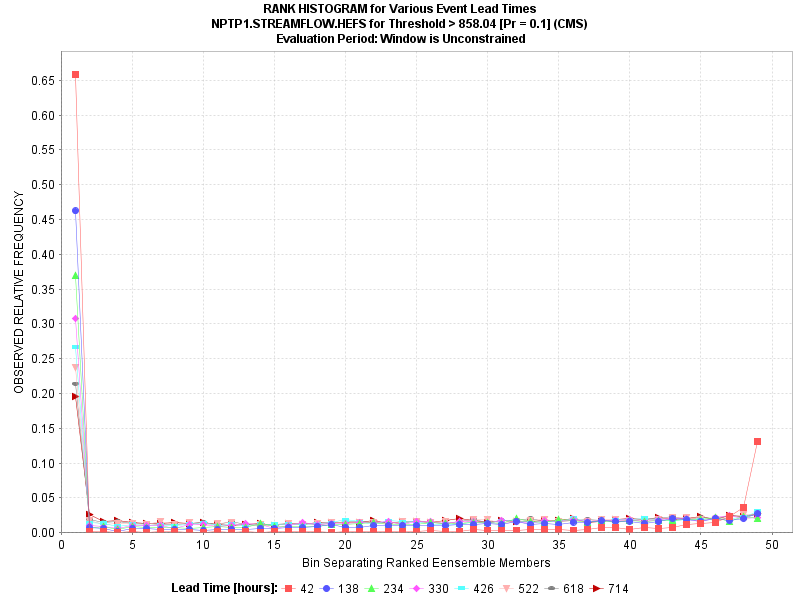 RANK HISTOGRAM for Various Event Lead Times
NPTP1.STREAMFLOW.HEFS for Threshold > 858.04 [Pr = 0.1] (CMS)
Evaluation Period: Window is Unconstrained
OBSERVED RELATIVE FREQUENCY
0.65
0.60
0.55
0.50
0.45
0.40
0.35
0.30
0.25
0.20
0.15
0.10
0.05
0.00
0 5 10 15 20 25 30 35 40 45 50
Bin Separating Ranked Eensemble Members
Lead Time [hours]: 42 138 234 330 426 522 618 714